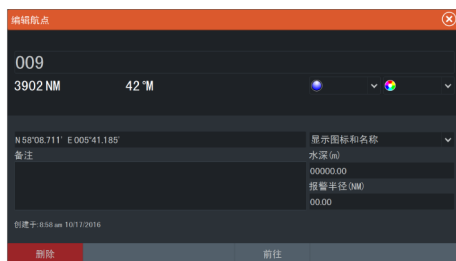 编辑航点
009
3902 NM 42 °M
N 58°08.711' E 005°41.185' 显示图标和名称
备注 水深 (m)
00000.00
报警半径 (NM)
00.00
创建于: 8:58 am 10/17/2016
删除 前往